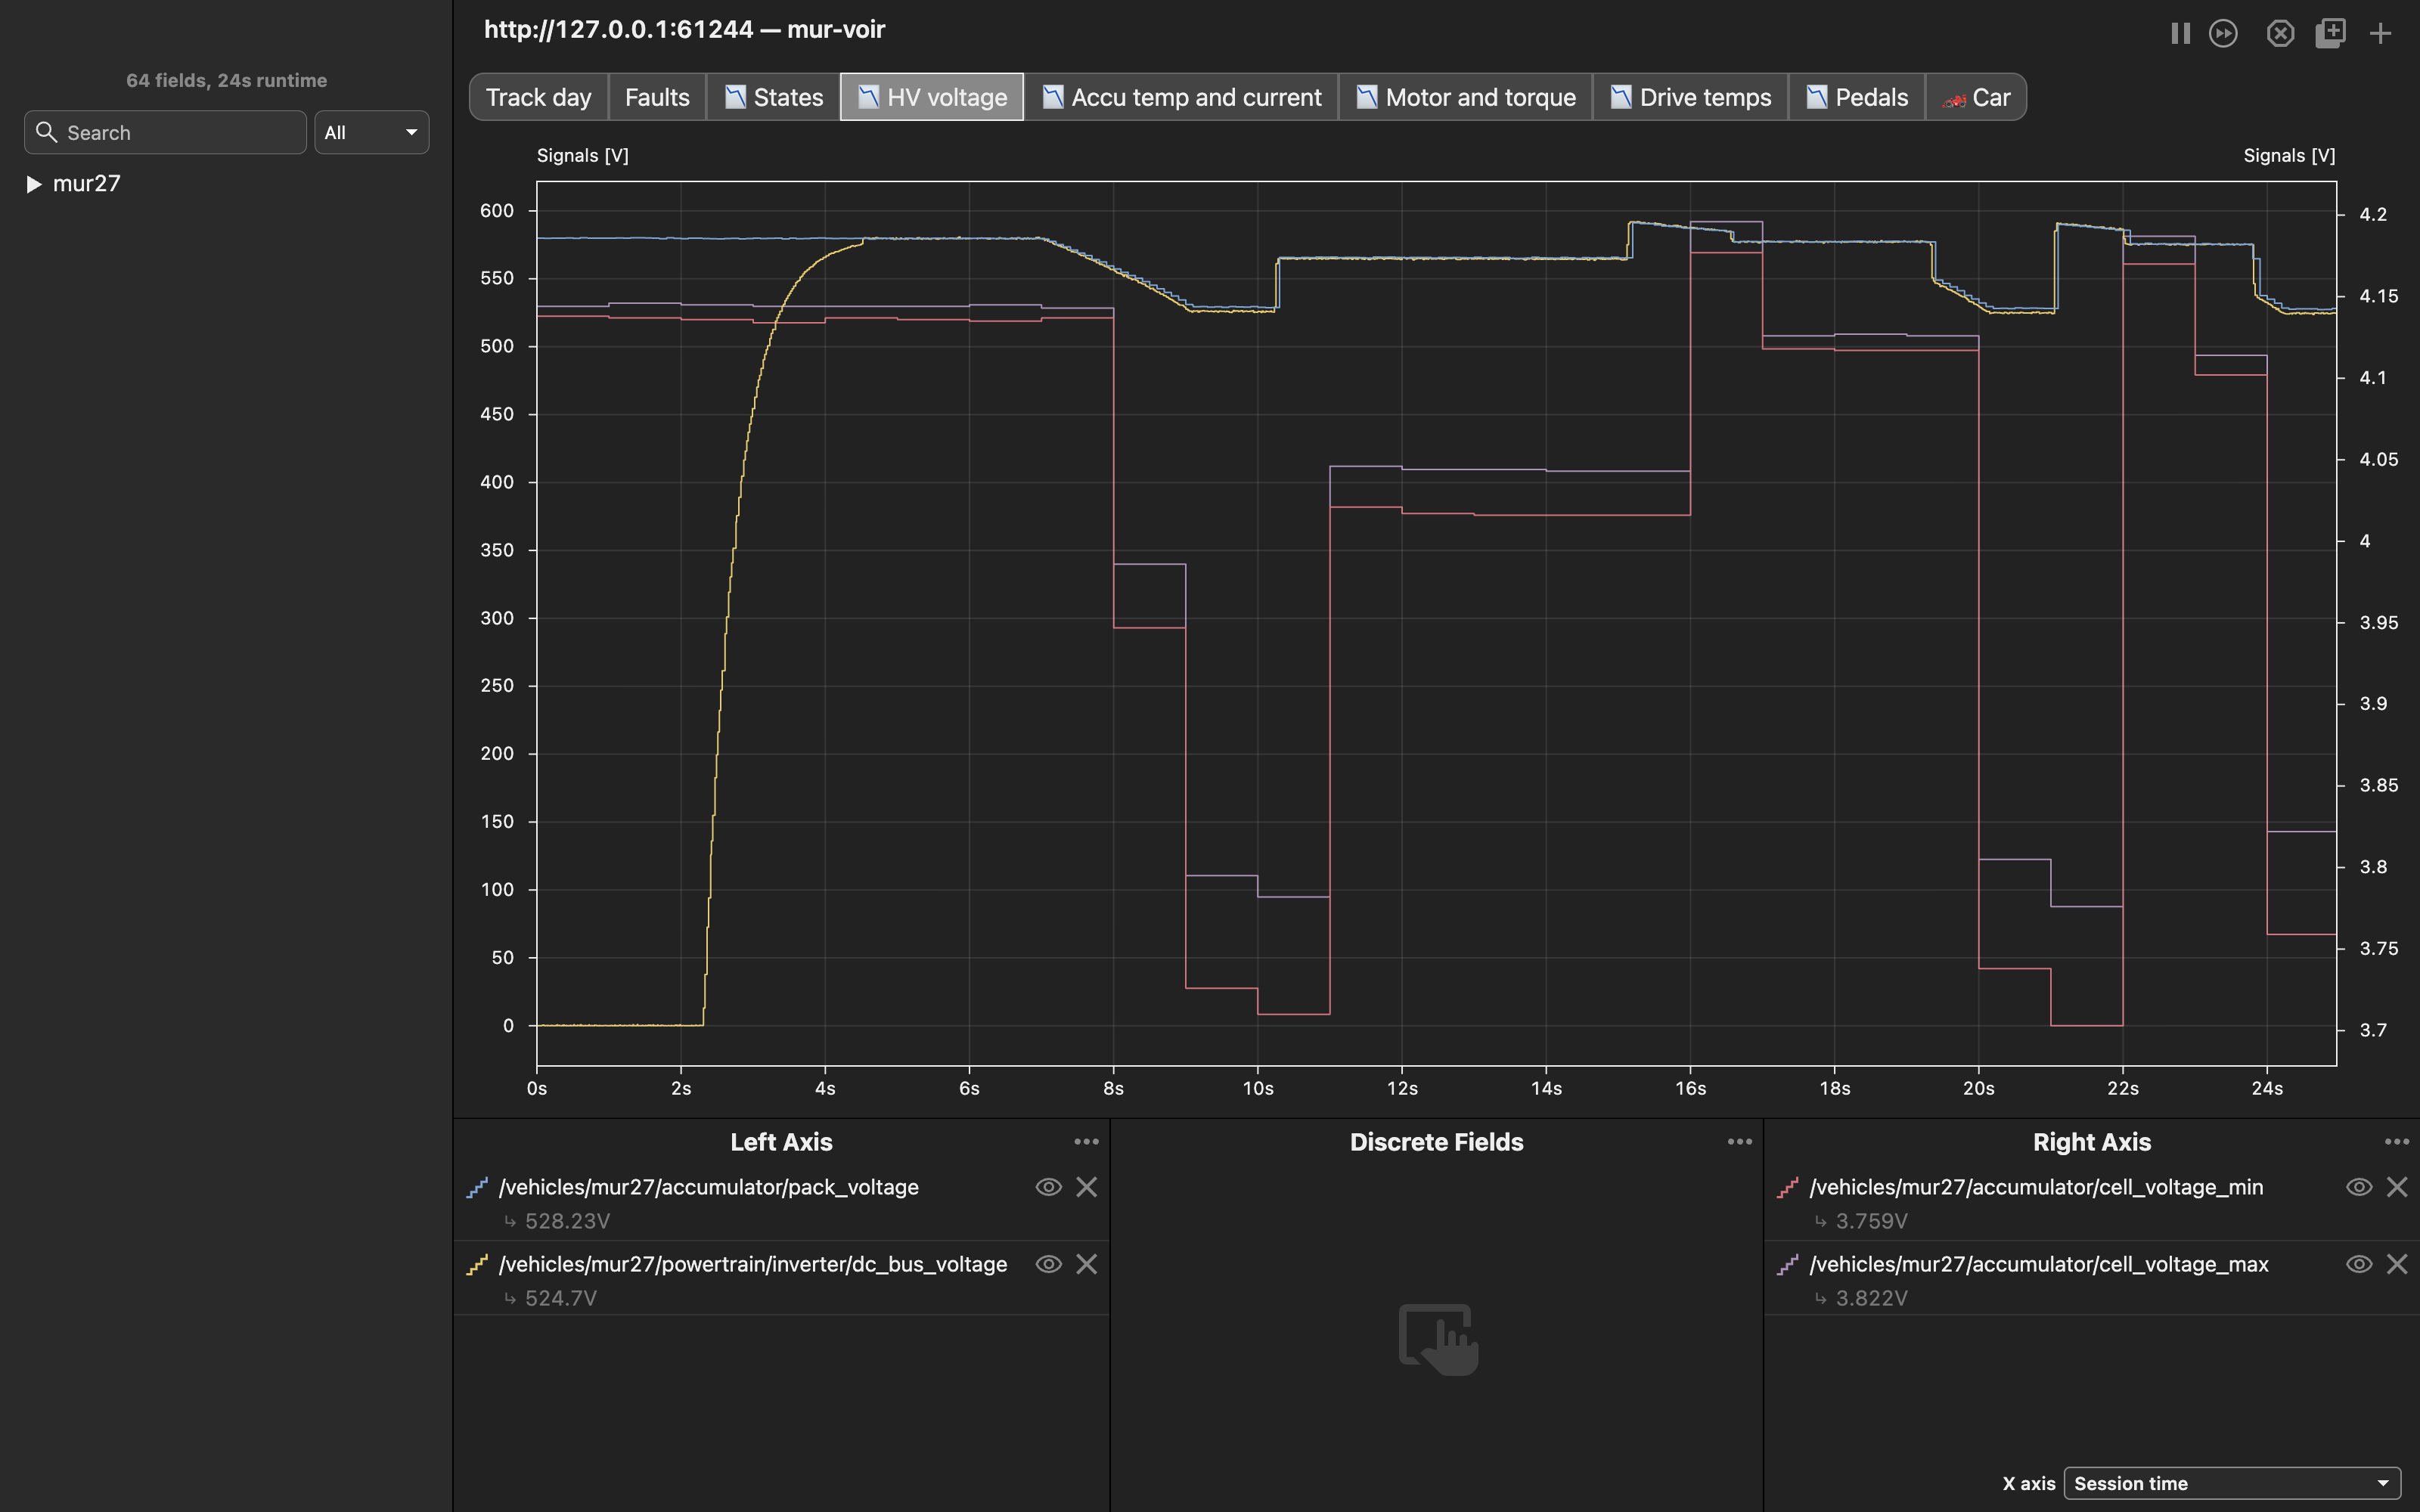 http://127.0.0.1:61244 — mur-voir
64 fields, 24s runtime
Search
All
mur27
Track day
Faults
States
HV voltage
Accu temp and current
Motor and torque
Drive temps
Pedals
Car
Signals [V]
Signals [V]
600
550
500
450
400
350
300
250
200
150
100
50
0
4.2
4.15
4.1
4.05
4
3.95
3.9
3.85
3.8
3.75
3.7
0s
2s
4s
6s
8s
10s
12s
14s
16s
18s
20s
22s
24s
Left Axis
/vehicles/mur27/accumulator/pack_voltage
528.23V
/vehicles/mur27/powertrain/inverter/dc_bus_voltage
524.7V
Discrete Fields
Right Axis
/vehicles/mur27/accumulator/cell_voltage_min
3.759V
/vehicles/mur27/accumulator/cell_voltage_max
3.822V
X axis
Session time